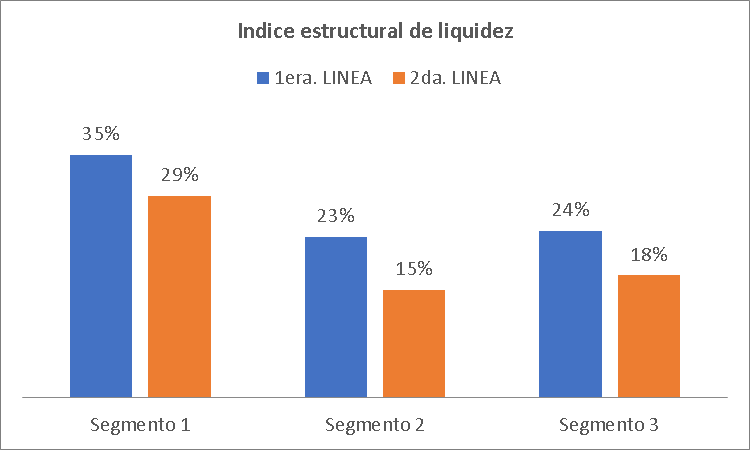 Indice estructural de liquidez
1era. LINEA 2da. LINEA
35%
29%
23%
15%
24%
18%
Segmento 1 Segmento 2 Segmento 3